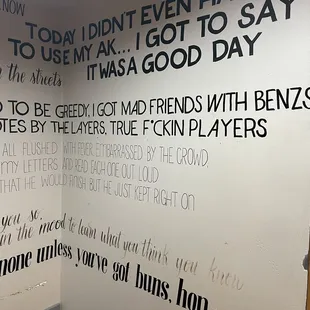 NOW
TODAY I DIDN'T EVEN HA
TO USE MY AK... I GOT TO SAY
IT WAS A GOOD DAY
n the streets
D TO BE GREEDY, I GOT MAD FRIENDS WITH BENZS
OTES BY THE LAYERS, TRUE F*CKIN PLAYERS
ALL FLUSHED WITH FEVER, EMBARRASSED BY THE CROWD,
MY LETTERS AND READ EACH ONE OUT LOUD
THAT HE WOULD FINISH BUT HE JUST KEPT RIGHT ON
you so,
in the mood to learn what you think you know
none unless you've got buns, hon